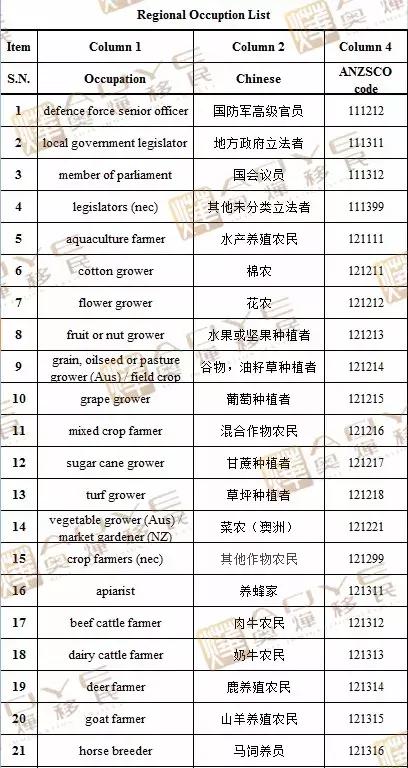 Regional Occuption List
Item Column 1 Column 2 Column 4
S.N. Occupation Chinese ANZSCO
code
1 defence force senior officer 国防军高级官员 111212
2 local government legislator 地方政府立法者 111311
3 member of parliament 国会议员 111312
4 legislators (nec) 其他未分类立法者 111399
5 aquaculture farmer 水产养殖农民 121111
6 cotton grower 棉农 121211
7 flower grower 花农 121212
8 fruit or nut grower 水果或坚果种植者 121213
9 grain, oilseed or pasture
grower (Aus) / field crop 谷物，油籽草种植者 121214
10 grape grower 葡萄种植者 121215
11 mixed crop farmer 混合作物农民 121216
12 sugar cane grower 甘蔗种植者 121217
13 turf grower 草坪种植者 121218
14 vegetable grower (Aus) /
market gardener (NZ) 菜农（澳洲） 121221
15 crop farmers (nec) 其他作物农民 121299
16 apiarist 养蜂家 121311
17 beef cattle farmer 肉牛农民 121312
18 dairy cattle farmer 奶牛农民 121313
19 deer farmer 鹿养殖农民 121314
20 goat farmer 山羊养殖农民 121315
21 horse breeder 马饲养员 121316
AOYE
奥烨移民